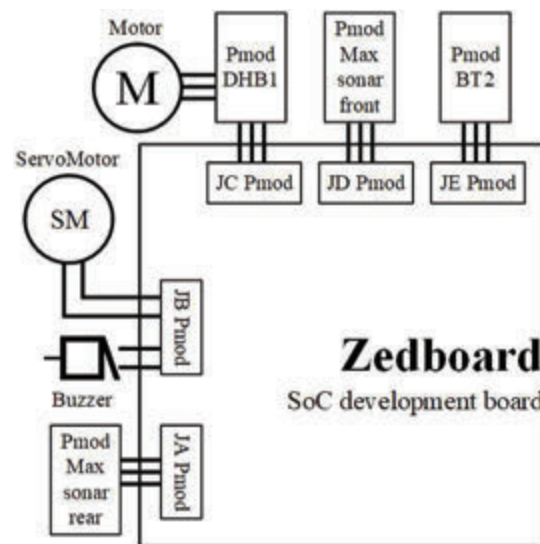 Motor
M
Pmod
DHB1
Pmod
Max
sonar
front
Pmod
BT2
JC Pmod
JD Pmod
JE Pmod
ServoMotor
SM
JB Pmod
Buzzer
Zedboard
SoC development board
Pmod
Max
sonar
rear
JA Pmod